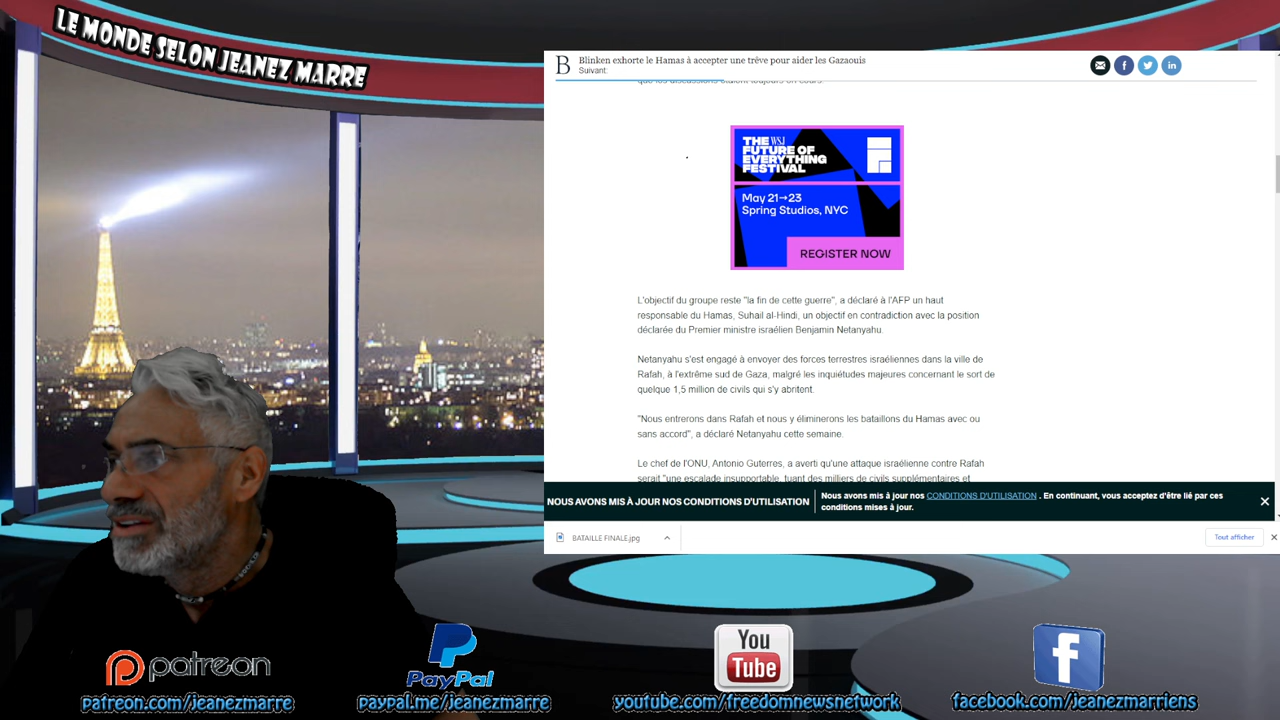 LE MONDE SELON JEANEZ MARRE
B
Blinken exhorte le Hamas à accepter une trêve pour aider les Gazaouis
Suivant:
que les discussions étaient toujours en cours.
THE WSJ
FUTURE OF
EVERYTHING
FESTIVAL
May 21→23
Spring Studios, NYC
REGISTER NOW
L'objectif du groupe reste "la fin de cette guerre", a déclaré à l'AFP un haut
responsable du Hamas, Suhail al-Hindi, un objectif en contradiction avec la position
déclarée du Premier ministre israélien Benjamin Netanyahu.
Netanyahu s'est engagé à envoyer des forces terrestres israéliennes dans la ville de
Rafah, à l'extrême sud de Gaza, malgré les inquiétudes majeures concernant le sort de
quelque 1,5 million de civils qui s'y abritent.
"Nous entrerons dans Rafah et nous y éliminerons les bataillons du Hamas avec ou
sans accord", a déclaré Netanyahu cette semaine.
Le chef de l'ONU, Antonio Guterres, a averti qu'une attaque israélienne contre Rafah
serait "une escalade insupportable, tuant des milliers de civils supplémentaires et
NOUS AVONS MIS À JOUR NOS CONDITIONS D'UTILISATION
Nous avons mis à jour nos CONDITIONS D'UTILISATION . En continuant, vous acceptez d'être lié par ces
conditions mises à jour.
BATAILLE FINALE.jpg
Tout afficher
patreon
patreon.com/jeanezmarre
PayPal
paypal.me/jeanezmarre
You
Tube
youtube.com/freedomnewsnetwork
f
facebook.com/jeanezmarriens